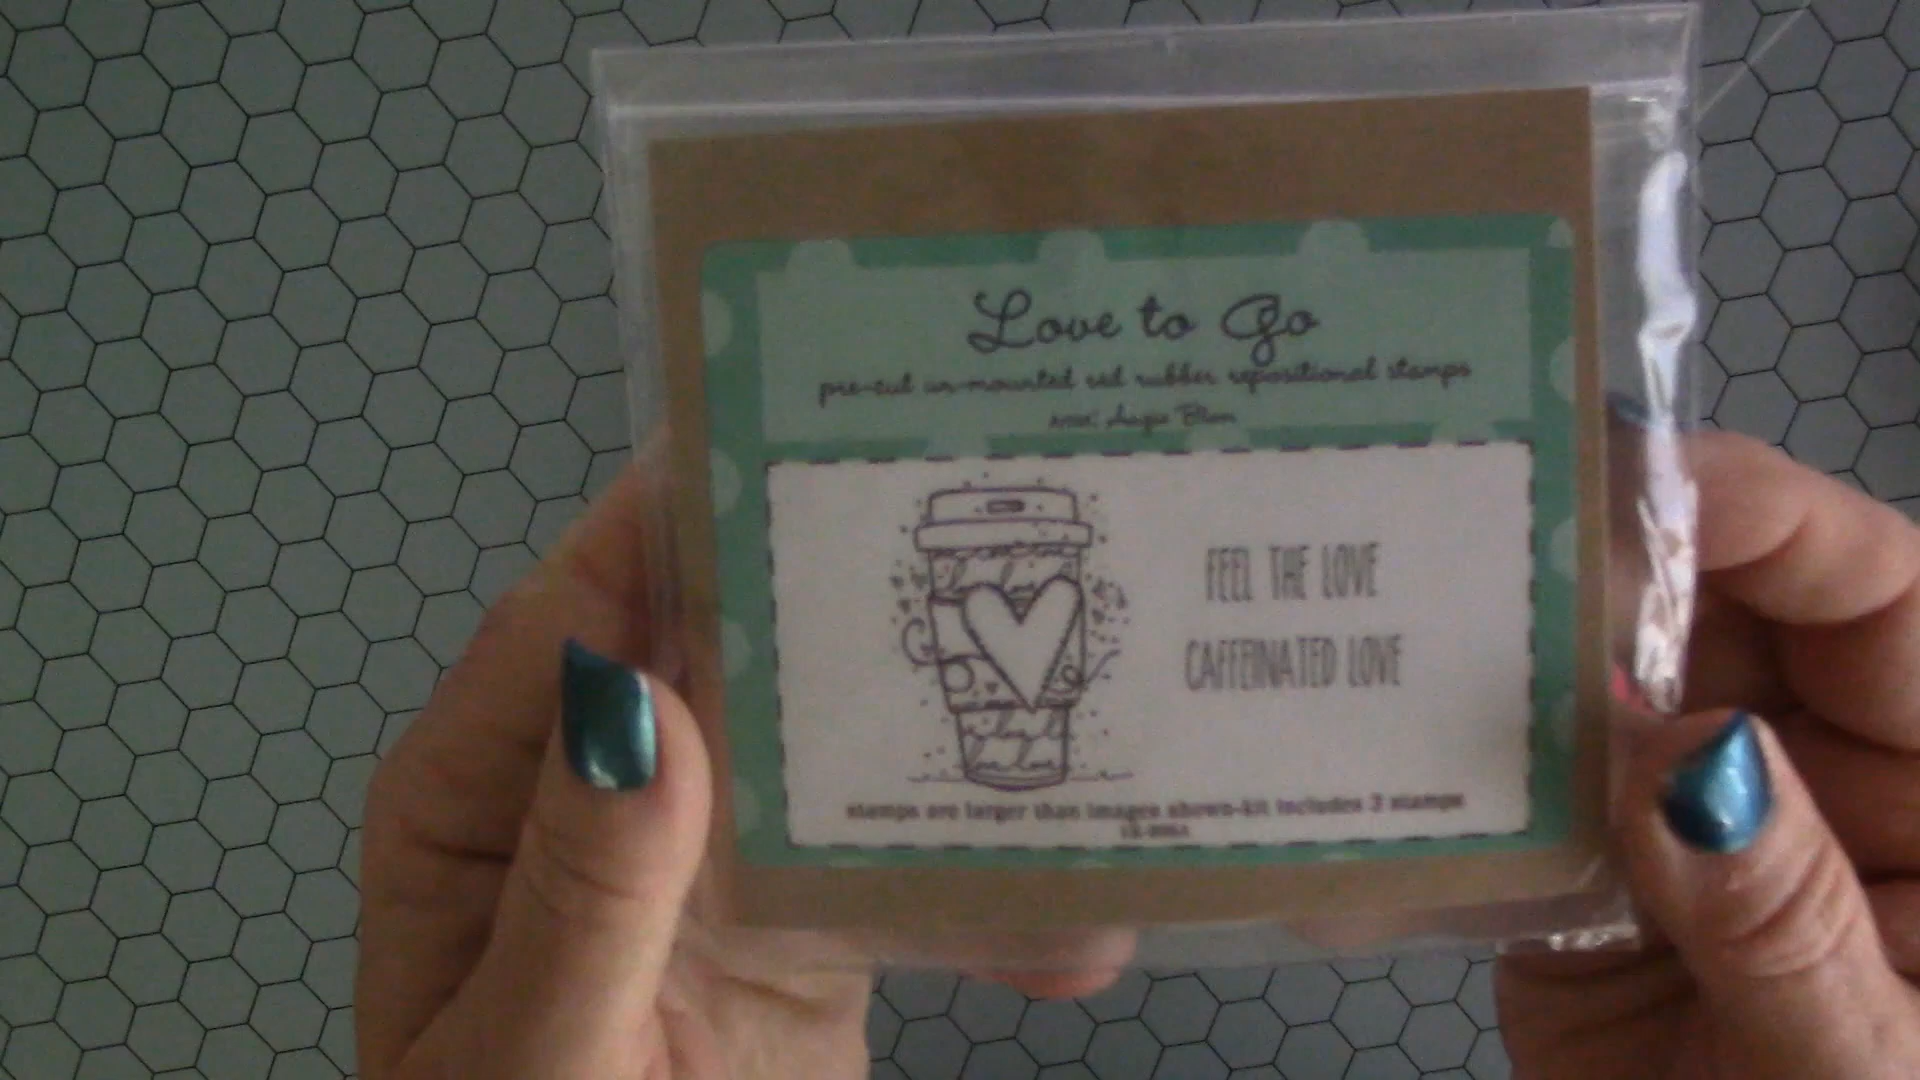 Love to Go
pre-cut un-mounted red rubber repositional stamps
artist:
FEEL THE LOVE
CAFFEINATED LOVE
stamps are larger than images shown-kit includes 3 stamps